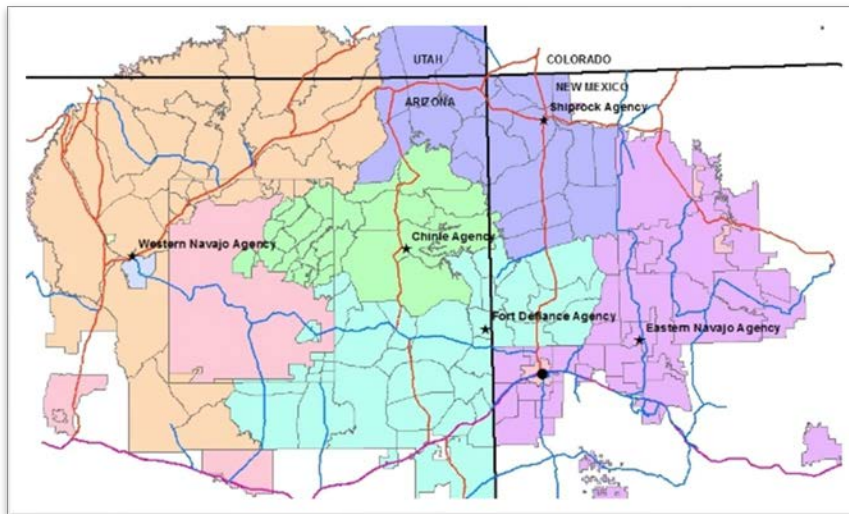 UTAH
COLORADO
NEW MEXICO
ARIZONA
Shiprock Agency
Western Navajo Agency
Chinle Agency
Fort Defiance Agency
Eastern Navajo Agency